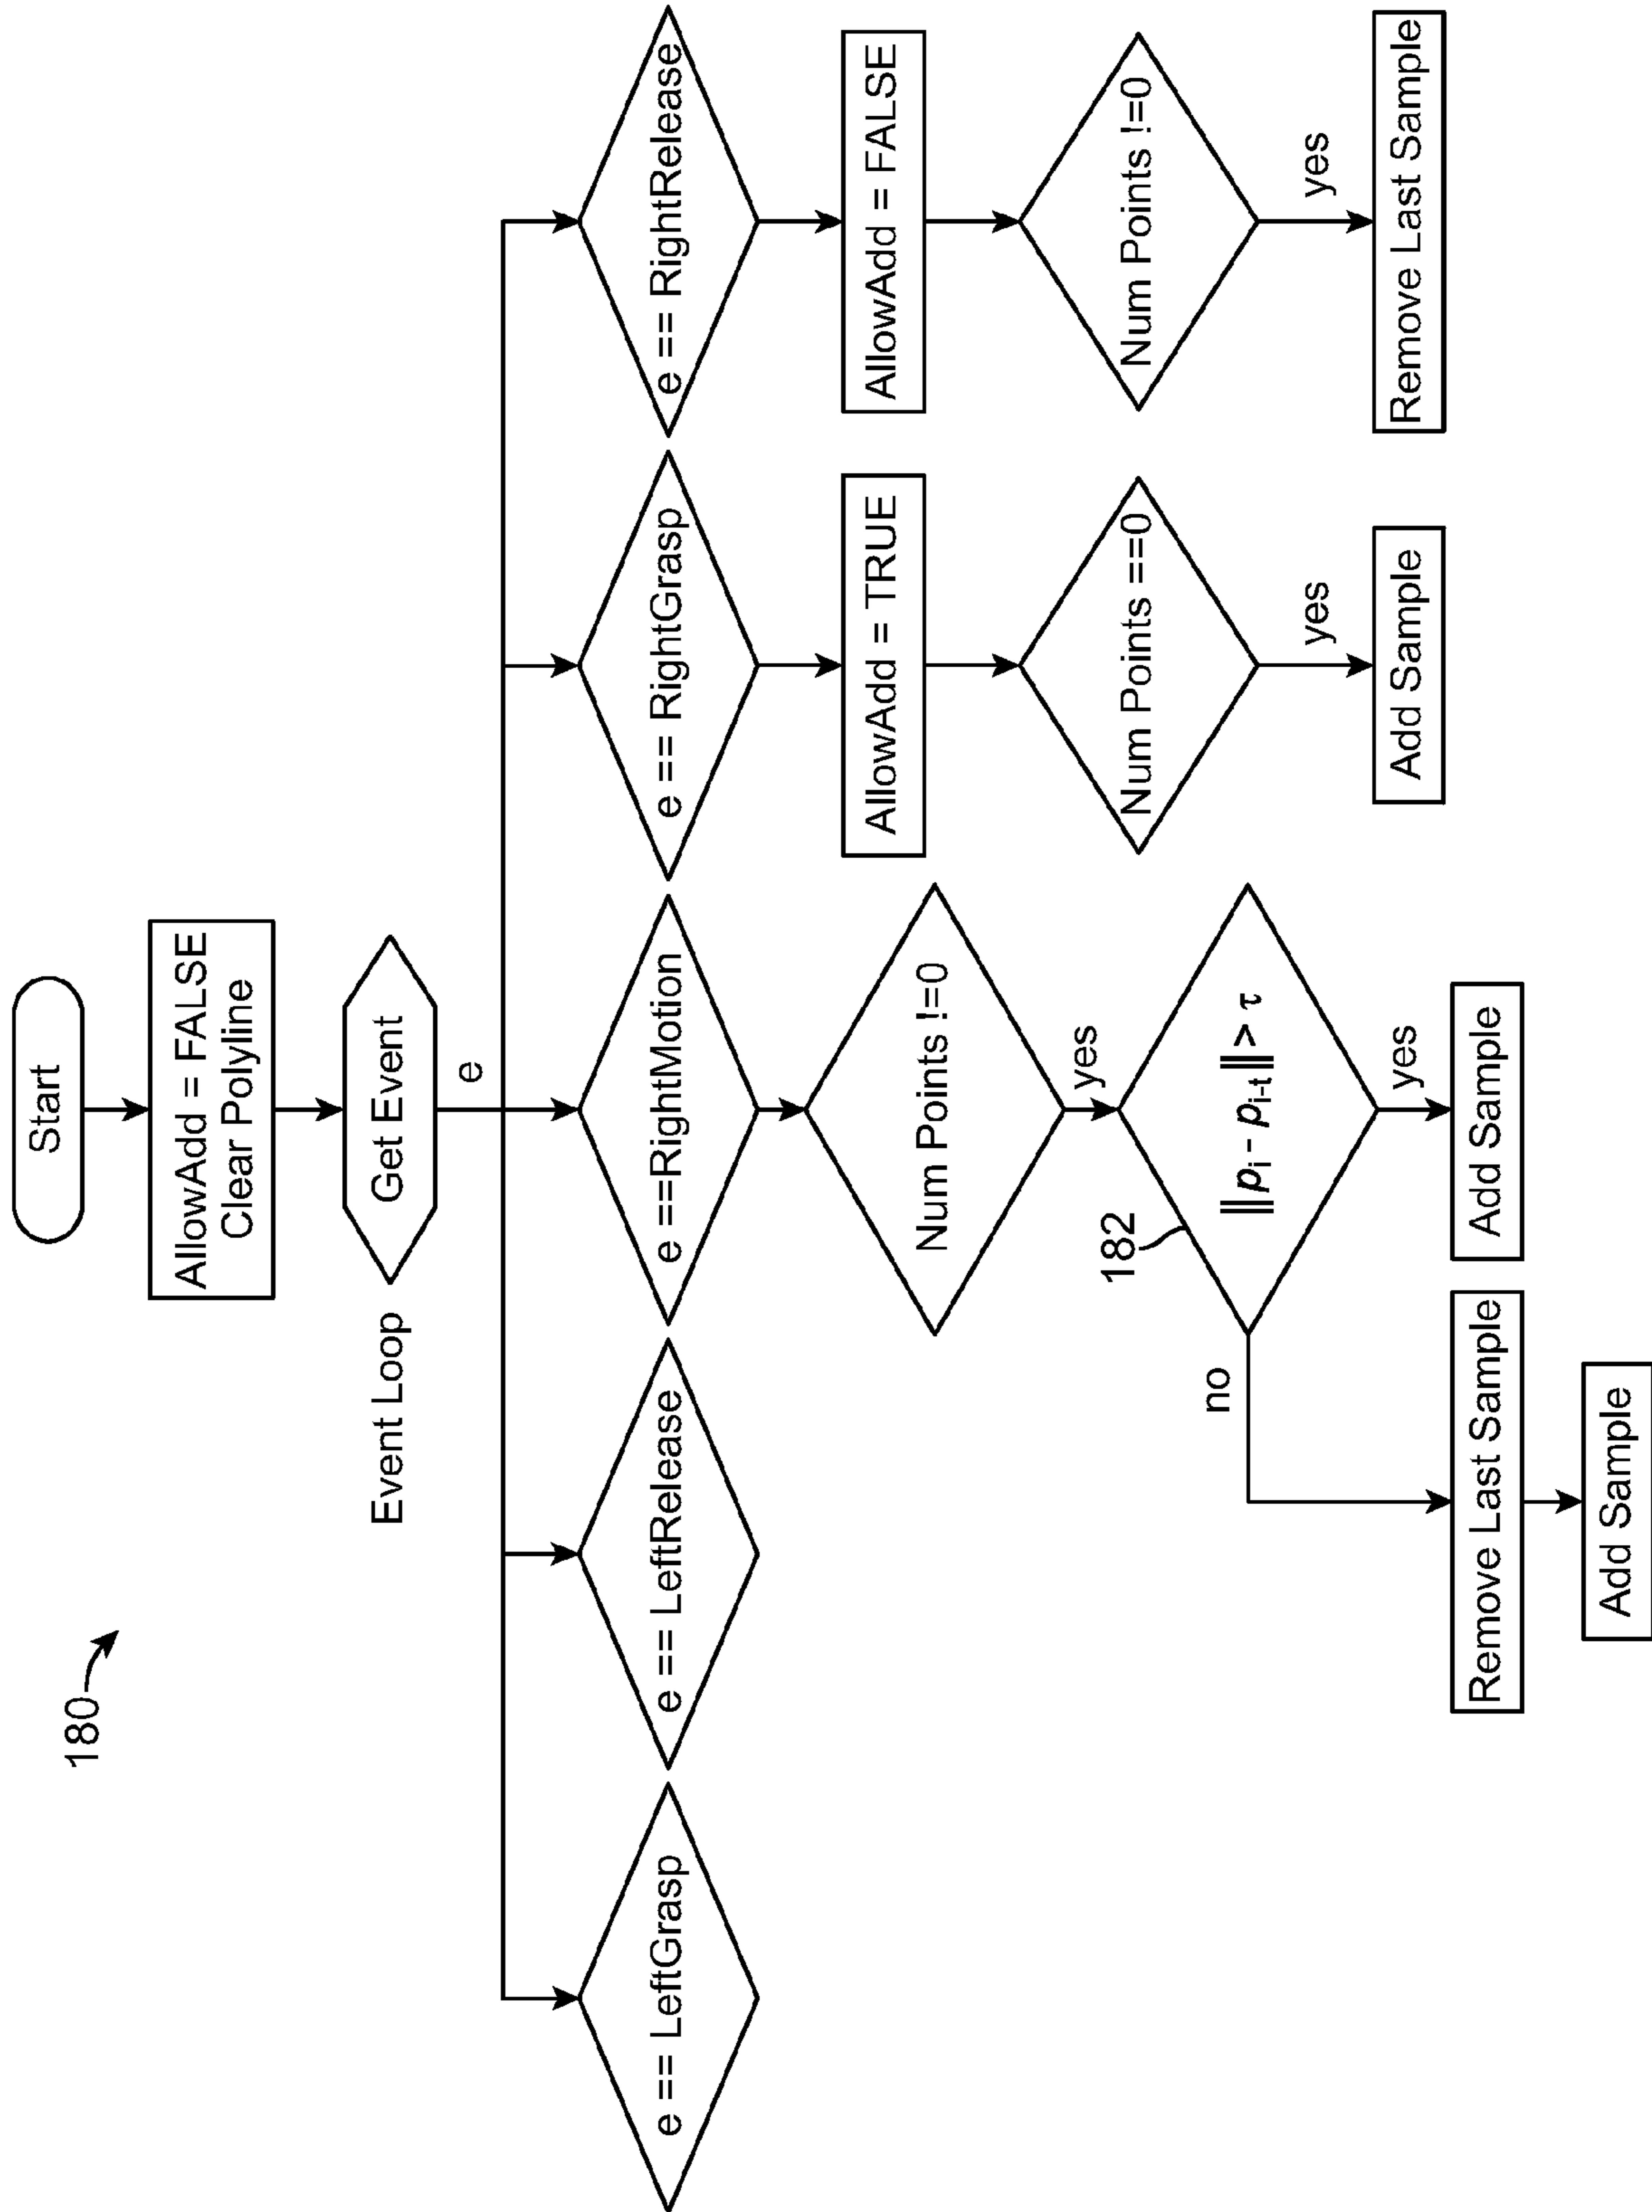 180
Start
AllowAdd = FALSE
Clear Polyline
Event Loop
Get Event
e
e == LeftGrasp
e == LeftRelease
e ==RightMotion
e == RightGrasp
e == RightRelease
AllowAdd = TRUE
AllowAdd = FALSE
Num Points !=0
Num Points ==0
Num Points !=0
yes
yes
yes
182
||pi - pi-t|| > τ
no
yes
Add Sample
Remove Last Sample
Remove Last Sample
Add Sample
Add Sample